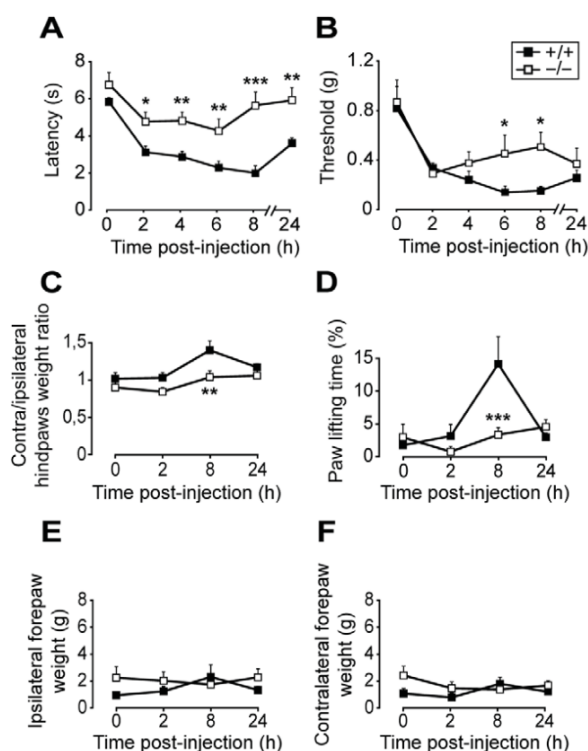 A
Latency (s)
8
6
4
2
0
*
**
**
***
**
0 2 4 6 8 24
Time post-injection (h)
B
+/+
−/−
Threshold (g)
1.2
0.8
0.4
0
*
*
0 2 4 6 8 24
Time post-injection (h)
C
Contra/ipsilateral
hindpaws weight ratio
1,5
1
0,5
0
**
0 2 8 24
Time post-injection (h)
D
Paw lifting time (%)
15
10
5
0
***
0 2 8 24
Time post-injection (h)
E
Ipsilateral forepaw
weight (g)
8
6
4
2
0
0 2 8 24
Time post-injection (h)
F
Contralateral forepaw
weight (g)
8
6
4
2
0
0 2 8 24
Time post-injection (h)